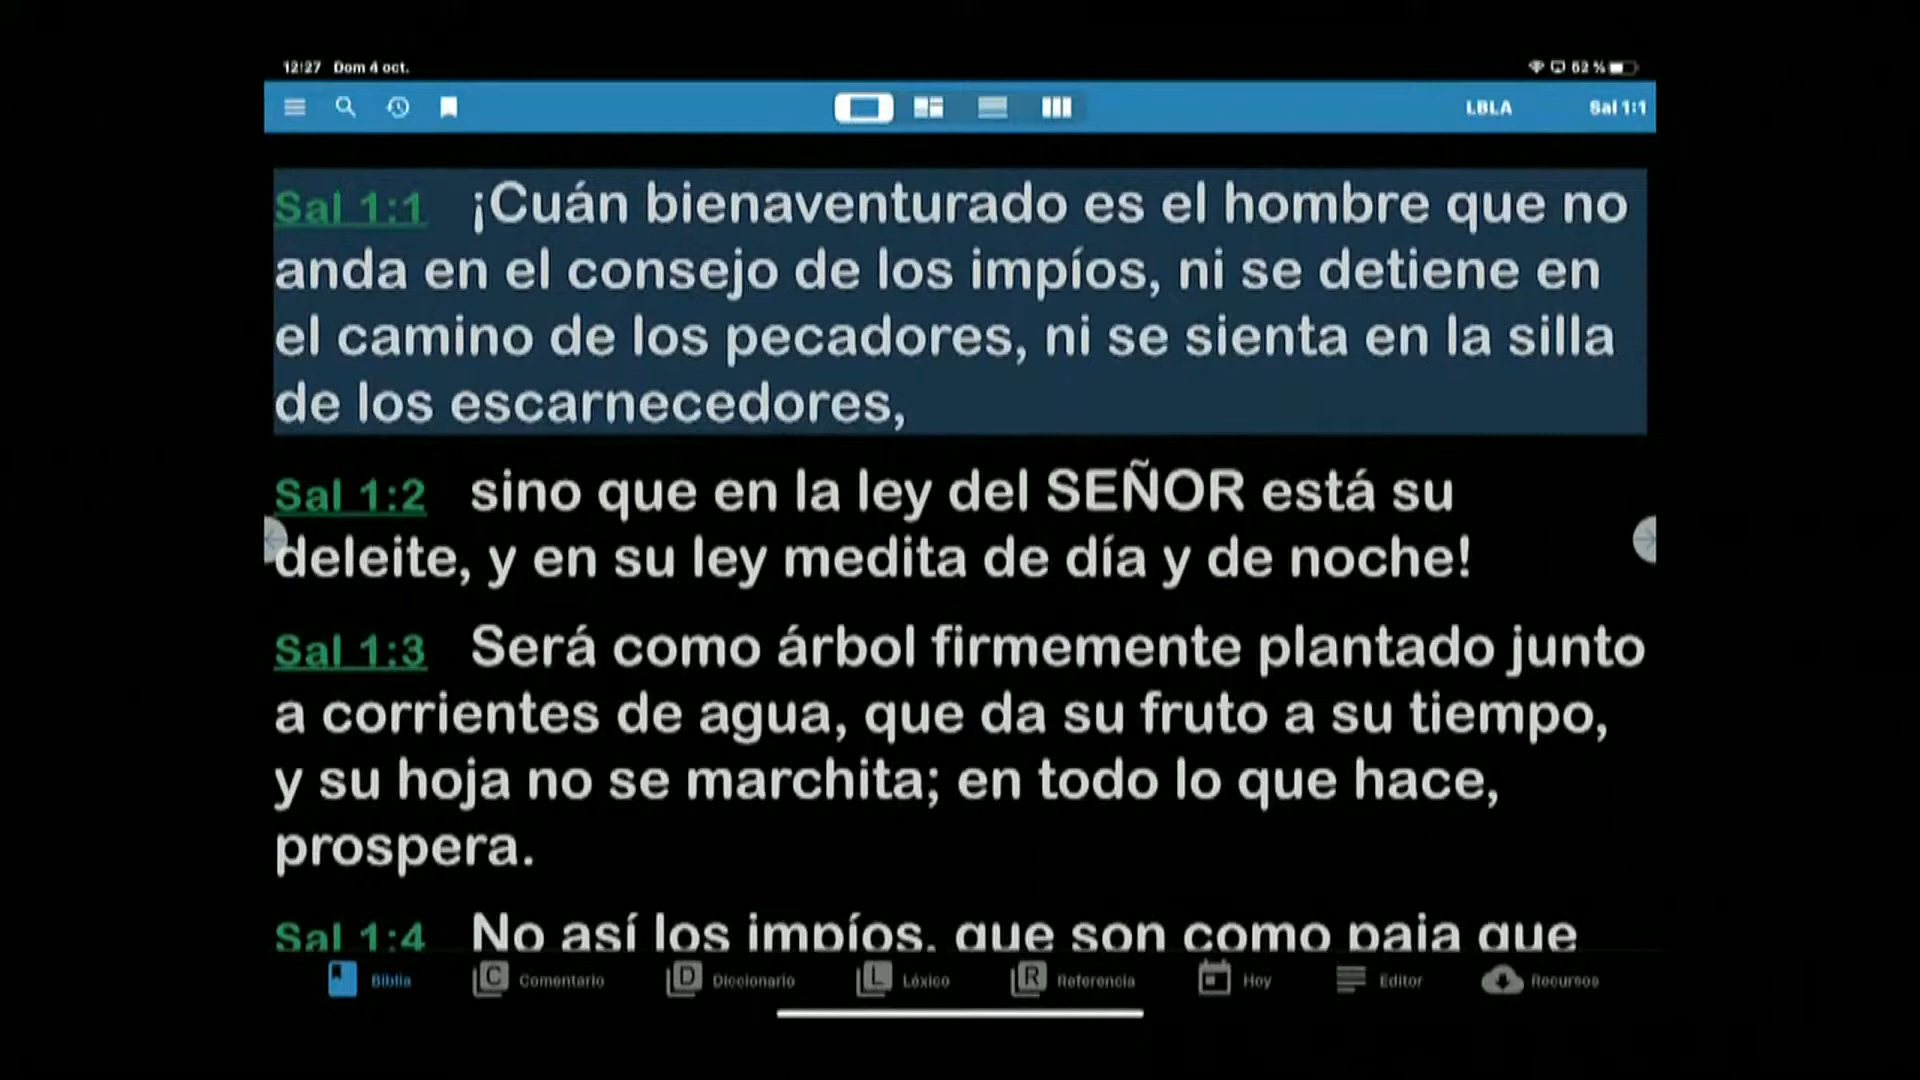 12:27 Dom 4 oct.
62 %
LBLA Sal 1:1
Sal 1:1 ¡Cuán bienaventurado es el hombre que no
anda en el consejo de los impíos, ni se detiene en
el camino de los pecadores, ni se sienta en la silla
de los escarnecedores,
Sal 1:2 sino que en la ley del SEÑOR está su
deleite, y en su ley medita de día y de noche!
Sal 1:3 Será como árbol firmemente plantado junto
a corrientes de agua, que da su fruto a su tiempo,
y su hoja no se marchita; en todo lo que hace,
prospera.
Sal 1:4 No así los impíos, que son como paja que
Biblia C Comentario D Diccionario L Léxico R Referencia Hoy Editor Recursos